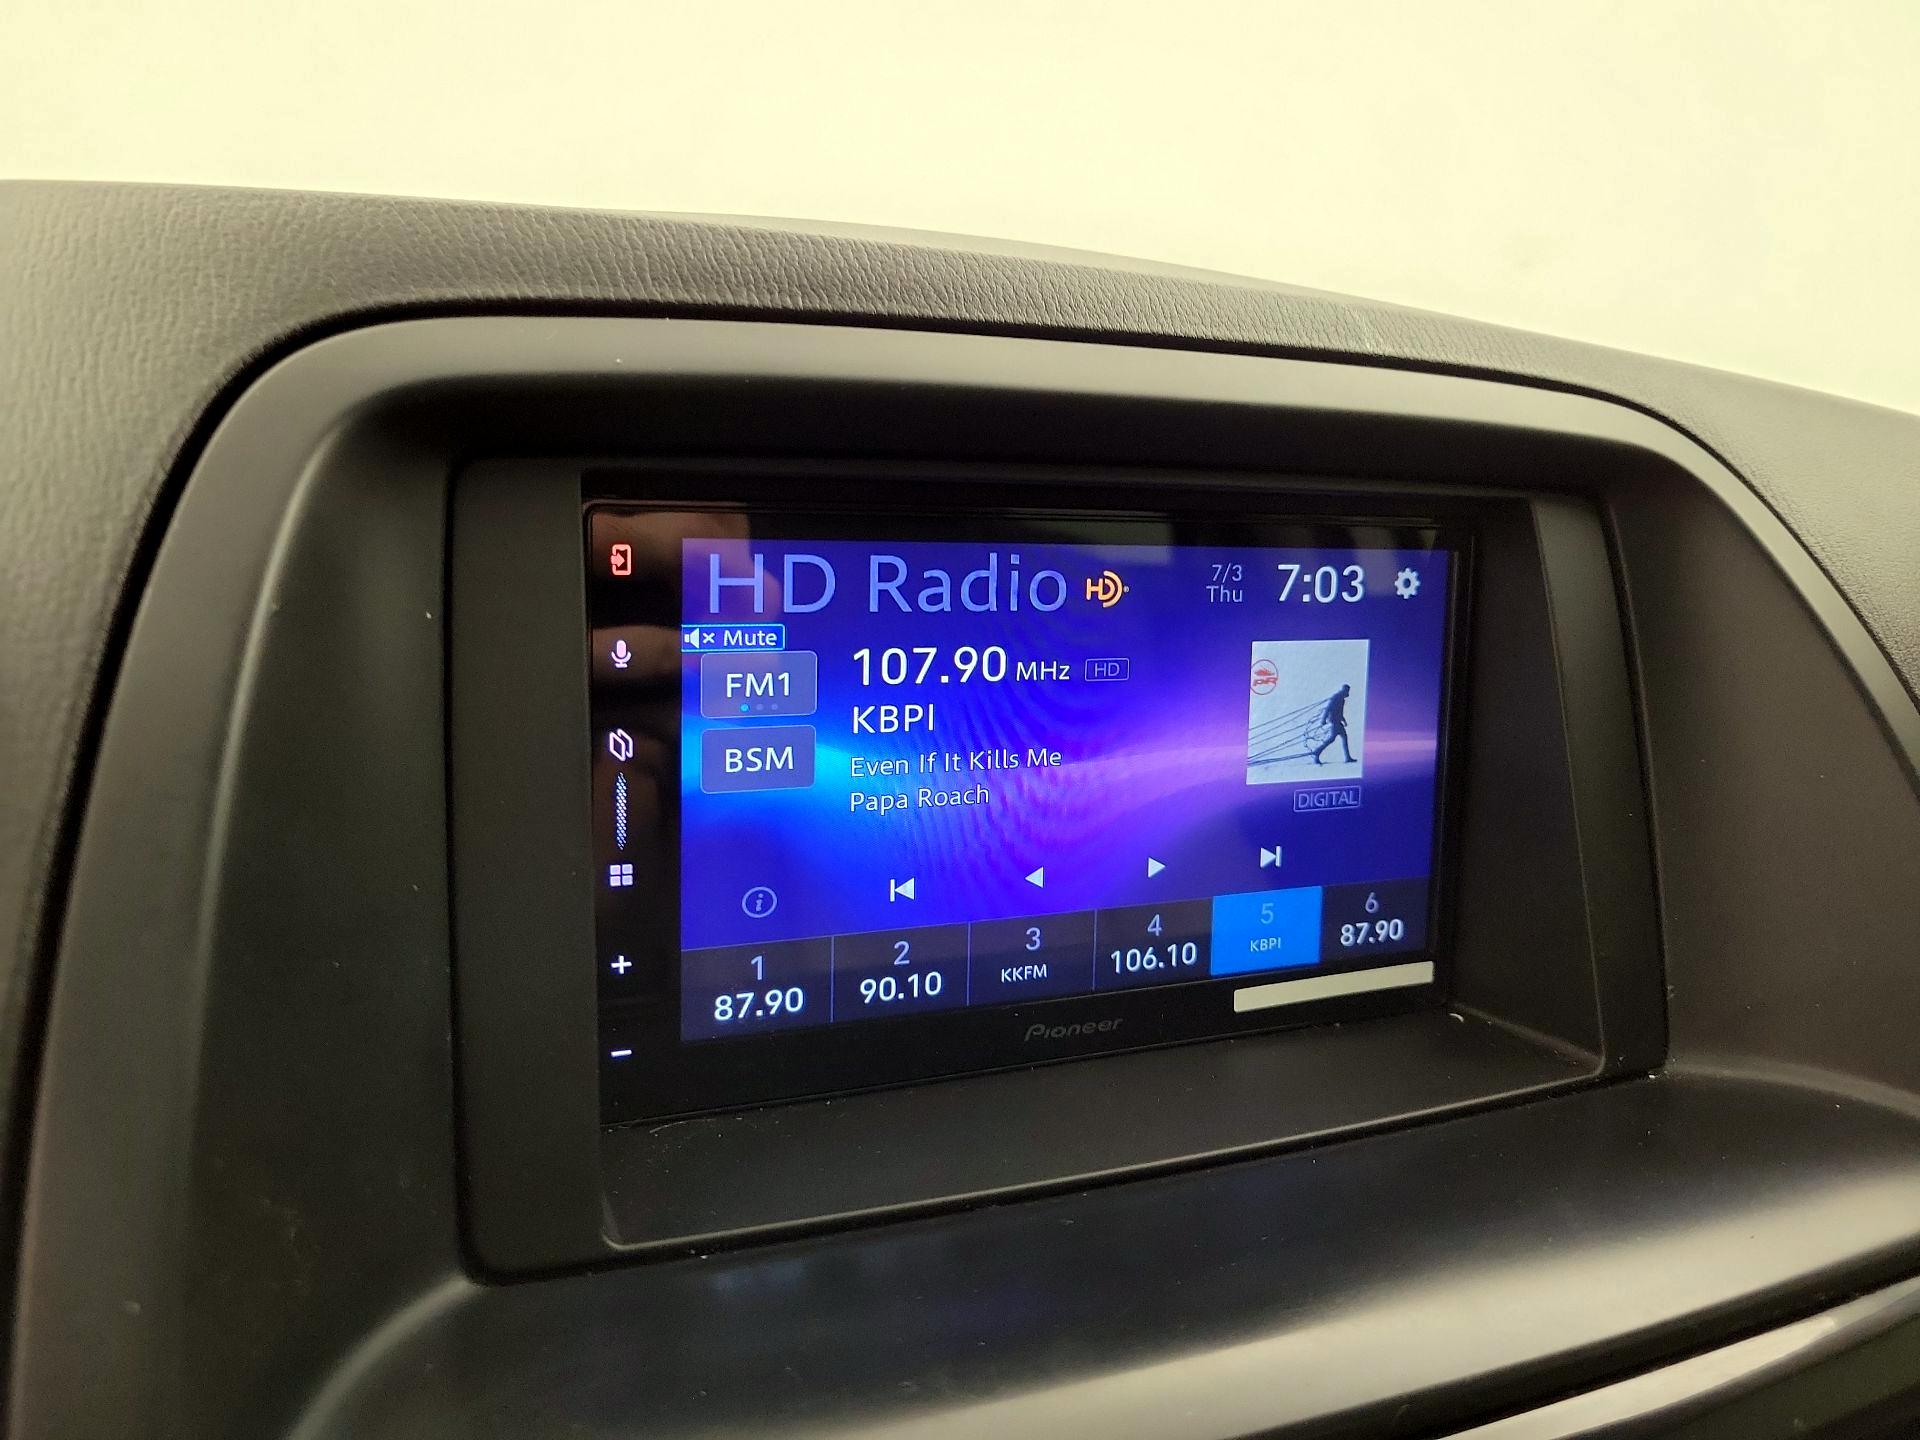 HD Radio HD
7/3
Thu
7:03
Mute
FM1
107.90 MHz HD
KBPI
BSM
Even If It Kills Me
Papa Roach
PR
DIGITAL
i
1
87.90
2
90.10
3
KKFM
4
106.10
5
KBPI
6
87.90
+
−
Pioneer